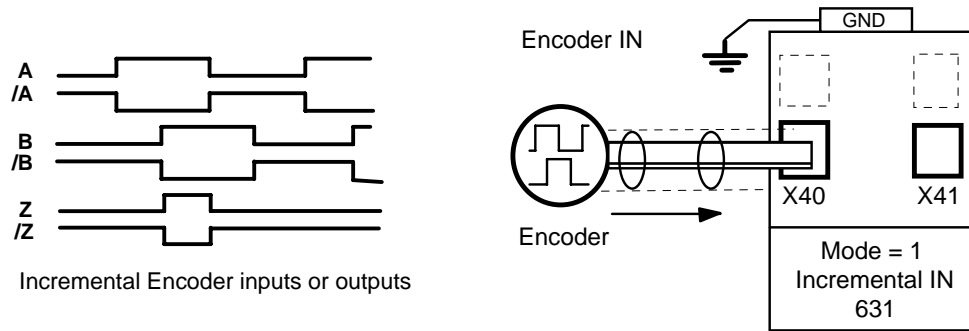 A
/A
B
/B
Z
/Z
Incremental Encoder inputs or outputs
Encoder IN
GND
X40
X41
Encoder
Mode = 1
Incremental IN
631